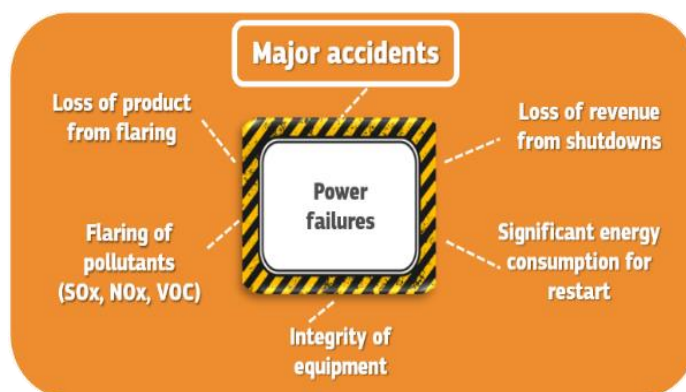 Major accidents
Loss of product
from flaring
Loss of revenue
from shutdowns
Power
failures
Flaring of
pollutants
(SOx, NOx, VOC)
Significant energy
consumption for
restart
Integrity of
equipment